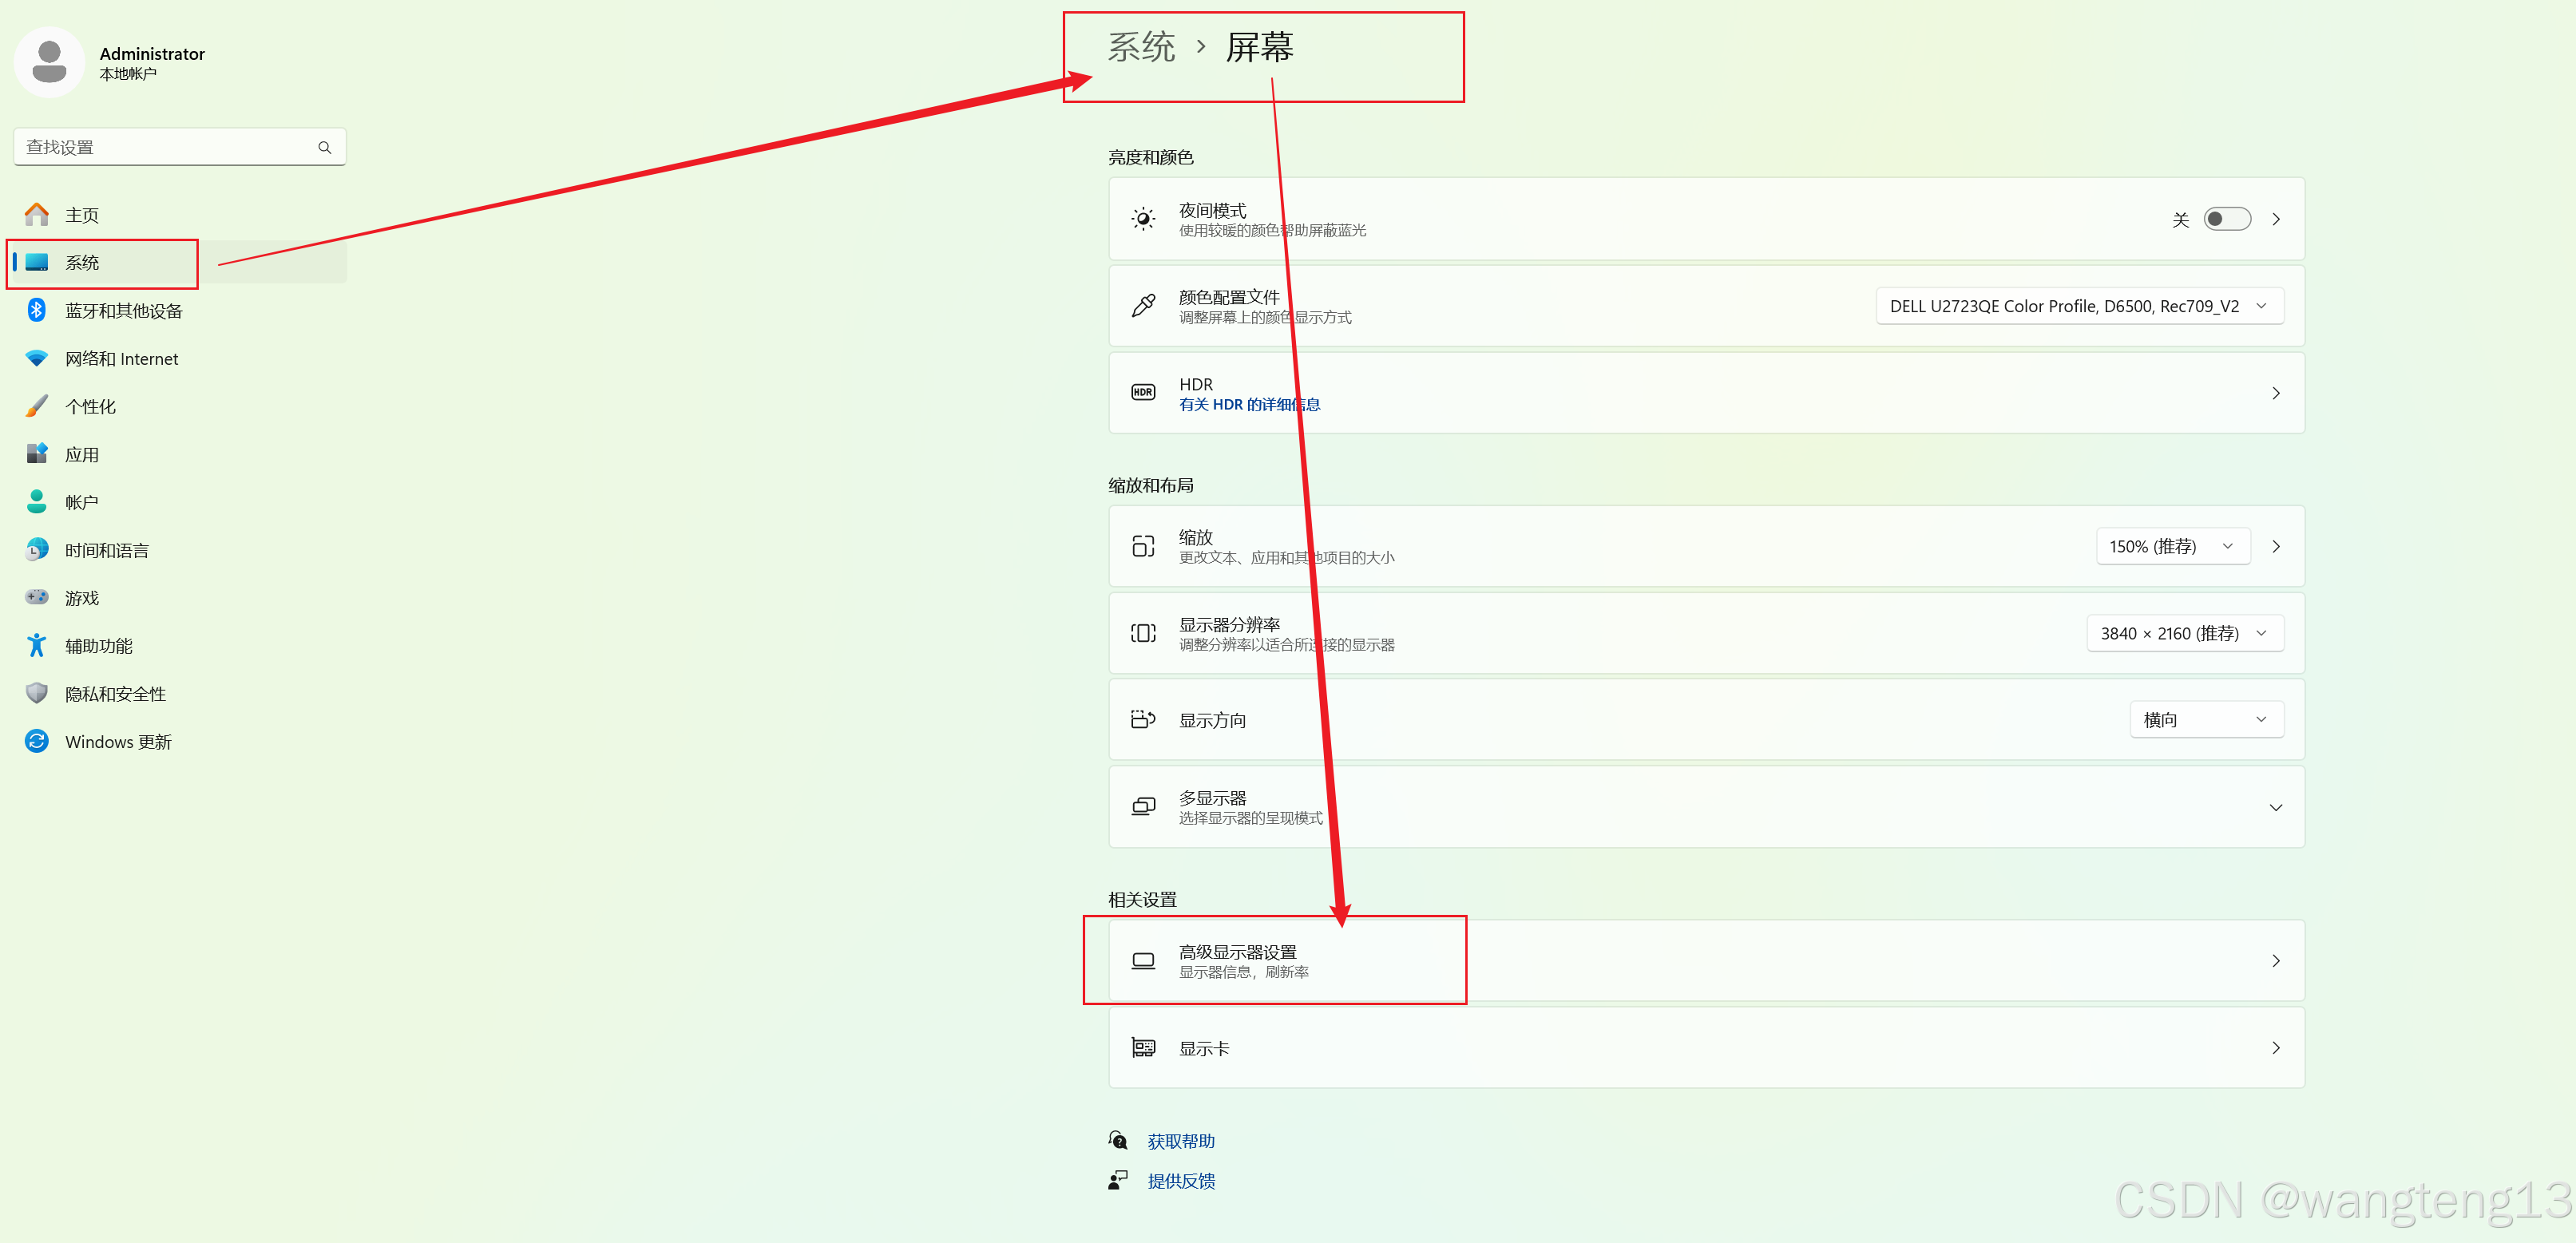 Administrator
本地帐户
查找设置
主页
系统
蓝牙和其他设备
网络和 Internet
个性化
应用
帐户
时间和语言
游戏
辅助功能
隐私和安全性
Windows 更新
系统 › 屏幕
亮度和颜色
夜间模式
使用较暖的颜色帮助屏蔽蓝光
关
颜色配置文件
调整屏幕上的颜色显示方式
DELL U2723QE Color Profile, D6500, Rec709_V2
HDR
HDR
有关 HDR 的详细信息
缩放和布局
缩放
更改文本、应用和其他项目的大小
150% (推荐)
显示器分辨率
调整分辨率以适合所连接的显示器
3840 × 2160 (推荐)
显示方向
横向
多显示器
选择显示器的呈现模式
相关设置
高级显示器设置
显示器信息，刷新率
显示卡
获取帮助
提供反馈
CSDN @wangteng13